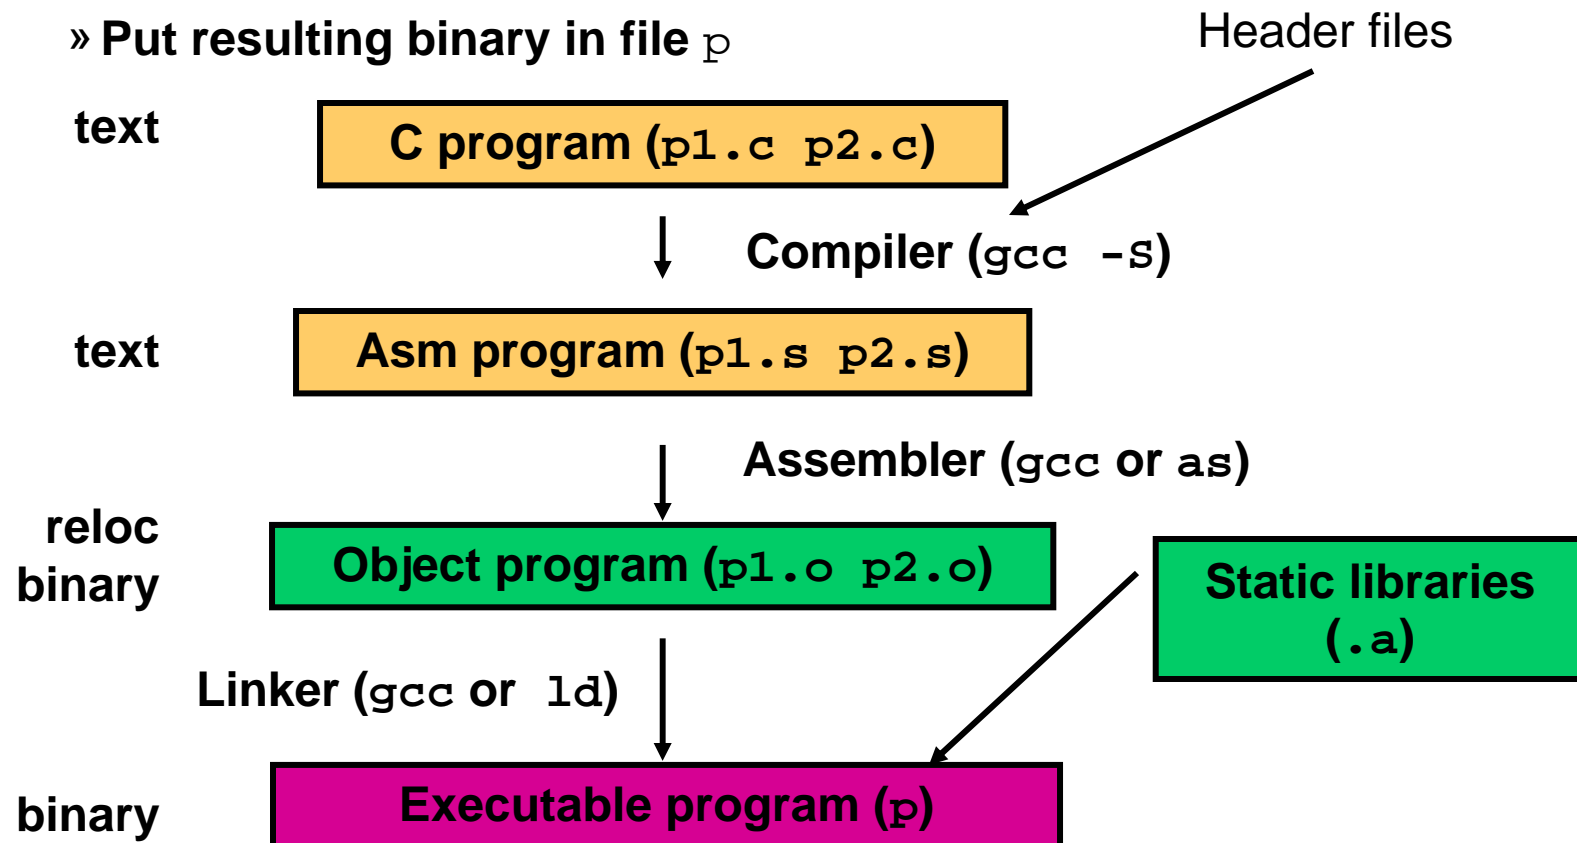 » Put resulting binary in file p
Header files
text
C program (p1.c p2.c)
Compiler (gcc -S)
text
Asm program (p1.s p2.s)
Assembler (gcc or as)
reloc
binary
Object program (p1.o p2.o)
Static libraries
(.a)
Linker (gcc or ld)
binary
Executable program (p)